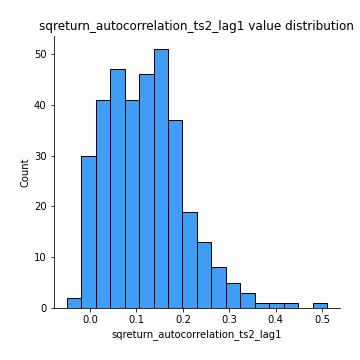 sqreturn_autocorrelation_ts2_lag1 value distribution
50
40
30
20
10
0
Count
0.0 0.1 0.2 0.3 0.4 0.5
sqreturn_autocorrelation_ts2_lag1